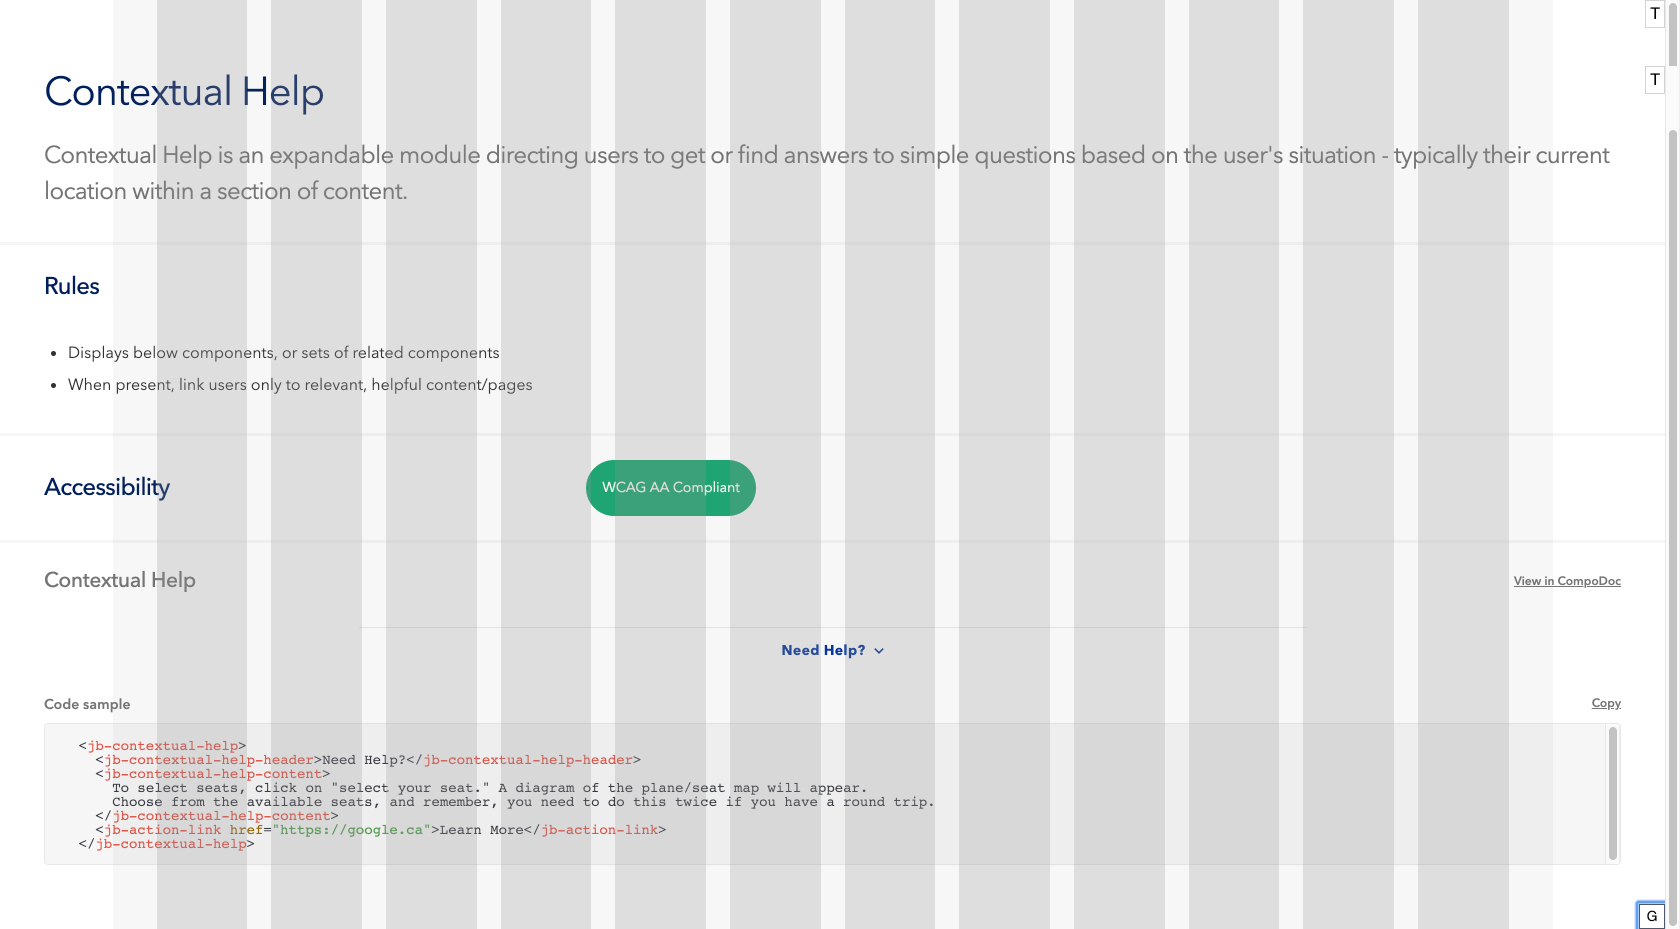 T
Contextual Help
T
Contextual Help is an expandable module directing users to get or find answers to simple questions based on the user's situation - typically their current
location within a section of content.
Rules
• Displays below components, or sets of related components
• When present, link users only to relevant, helpful content/pages
Accessibility
WCAG AA Compliant
Contextual Help
View in CompoDoc
Need Help?
Code sample
Copy
<jb-contextual-help>
<jb-contextual-help-header>Need Help?</jb-contextual-help-header>
<jb-contextual-help-content>
To select seats, click on "select your seat." A diagram of the plane/seat map will appear.
Choose from the available seats, and remember, you need to do this twice if you have a round trip.
</jb-contextual-help-content>
<jb-action-link href="https://google.ca">Learn More</jb-action-link>
</jb-contextual-help>
G